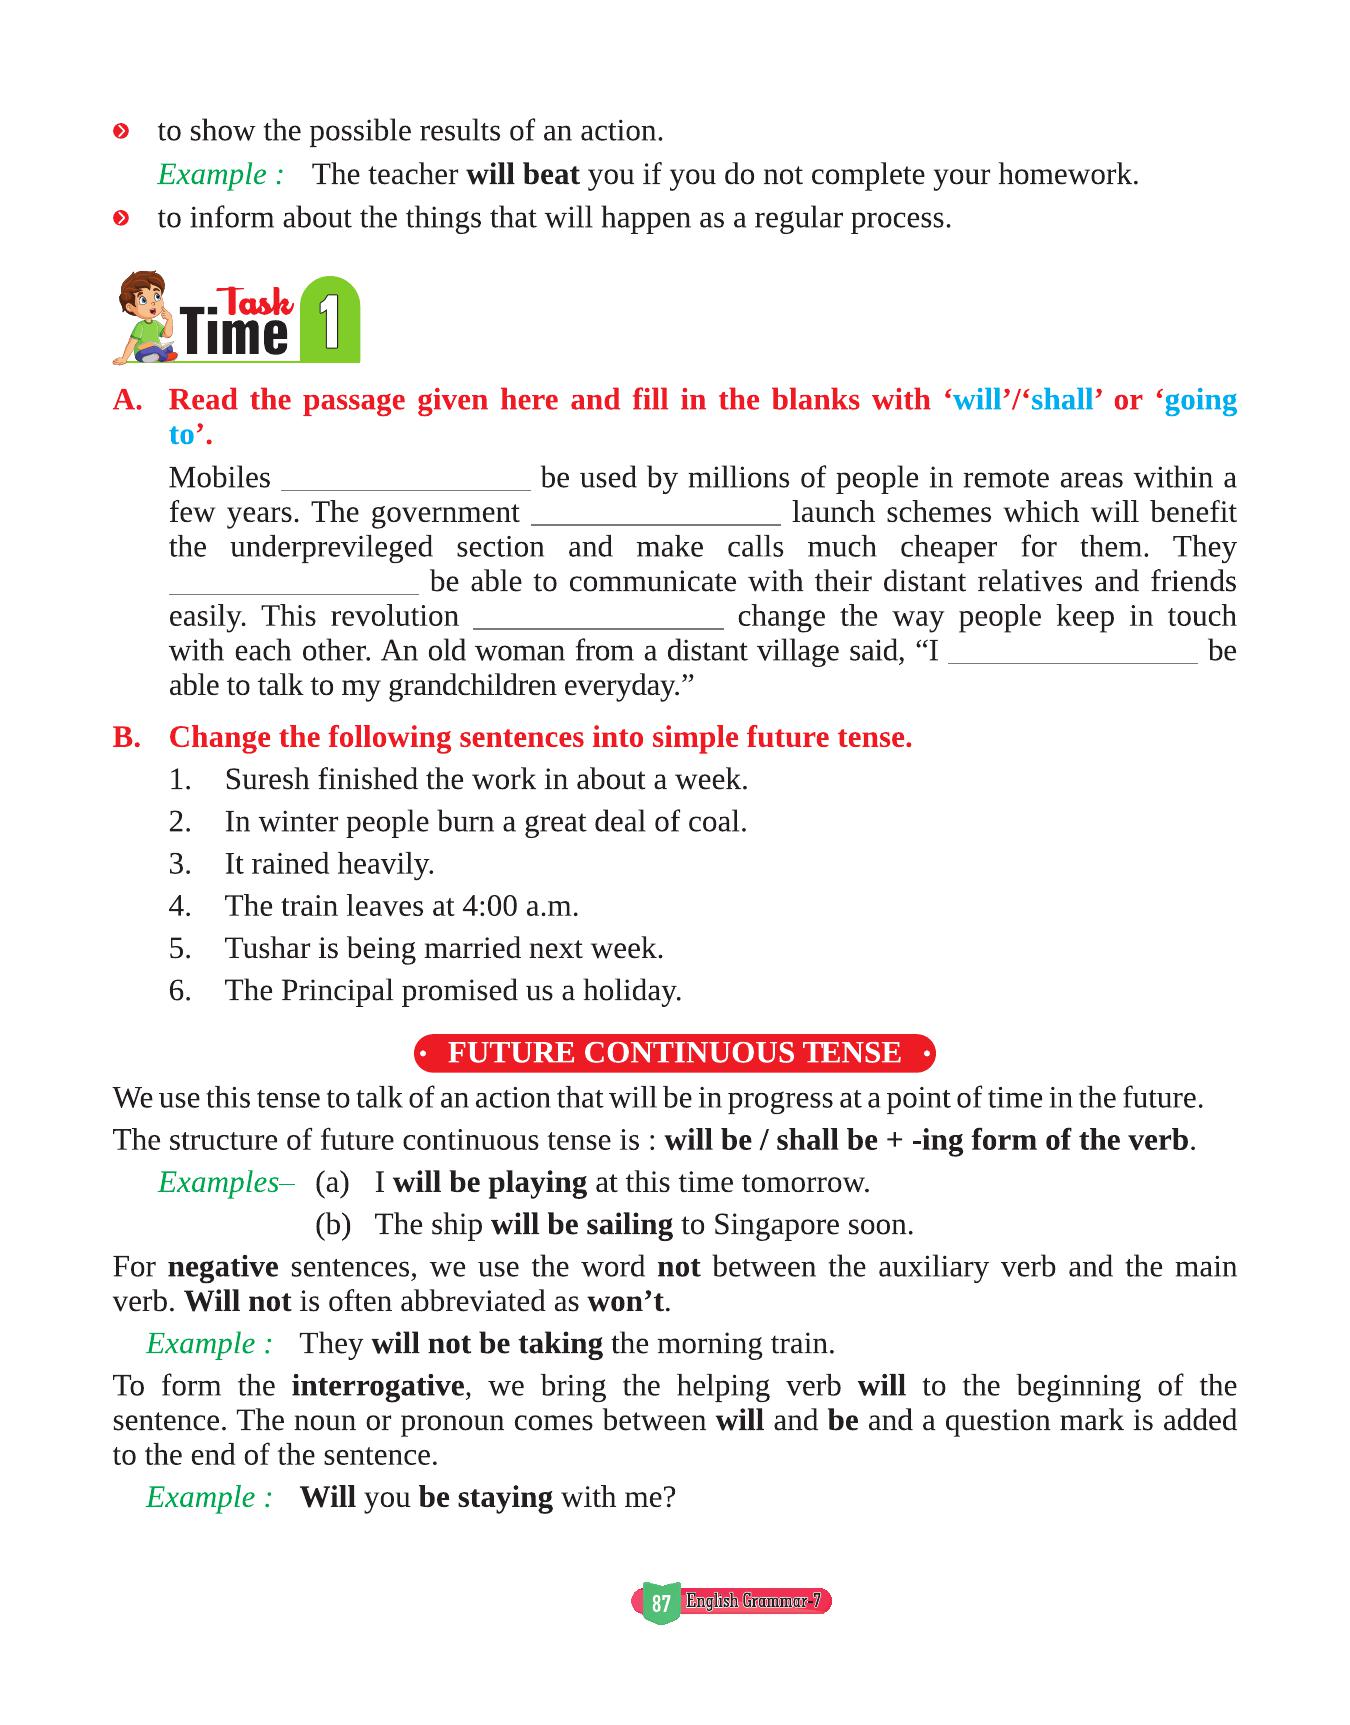 to show the possible results of an action.
Example : The teacher will beat you if you do not complete your homework.
to inform about the things that will happen as a regular process.
Task
Time 1
A. Read the passage given here and fill in the blanks with ‘will’/‘shall’ or ‘going
to’.
Mobiles ________________ be used by millions of people in remote areas within a
few years. The government ________________ launch schemes which will benefit
the underprevileged section and make calls much cheaper for them. They
________________ be able to communicate with their distant relatives and friends
easily. This revolution ________________ change the way people keep in touch
with each other. An old woman from a distant village said, “I ________________ be
able to talk to my grandchildren everyday.”
B. Change the following sentences into simple future tense.
1. Suresh finished the work in about a week.
2. In winter people burn a great deal of coal.
3. It rained heavily.
4. The train leaves at 4:00 a.m.
5. Tushar is being married next week.
6. The Principal promised us a holiday.
FUTURE CONTINUOUS TENSE
We use this tense to talk of an action that will be in progress at a point of time in the future.
The structure of future continuous tense is : will be / shall be + -ing form of the verb.
Examples– (a) I will be playing at this time tomorrow.
(b) The ship will be sailing to Singapore soon.
For negative sentences, we use the word not between the auxiliary verb and the main
verb. Will not is often abbreviated as won’t.
Example : They will not be taking the morning train.
To form the interrogative, we bring the helping verb will to the beginning of the
sentence. The noun or pronoun comes between will and be and a question mark is added
to the end of the sentence.
Example : Will you be staying with me?
87 English Grammar-7